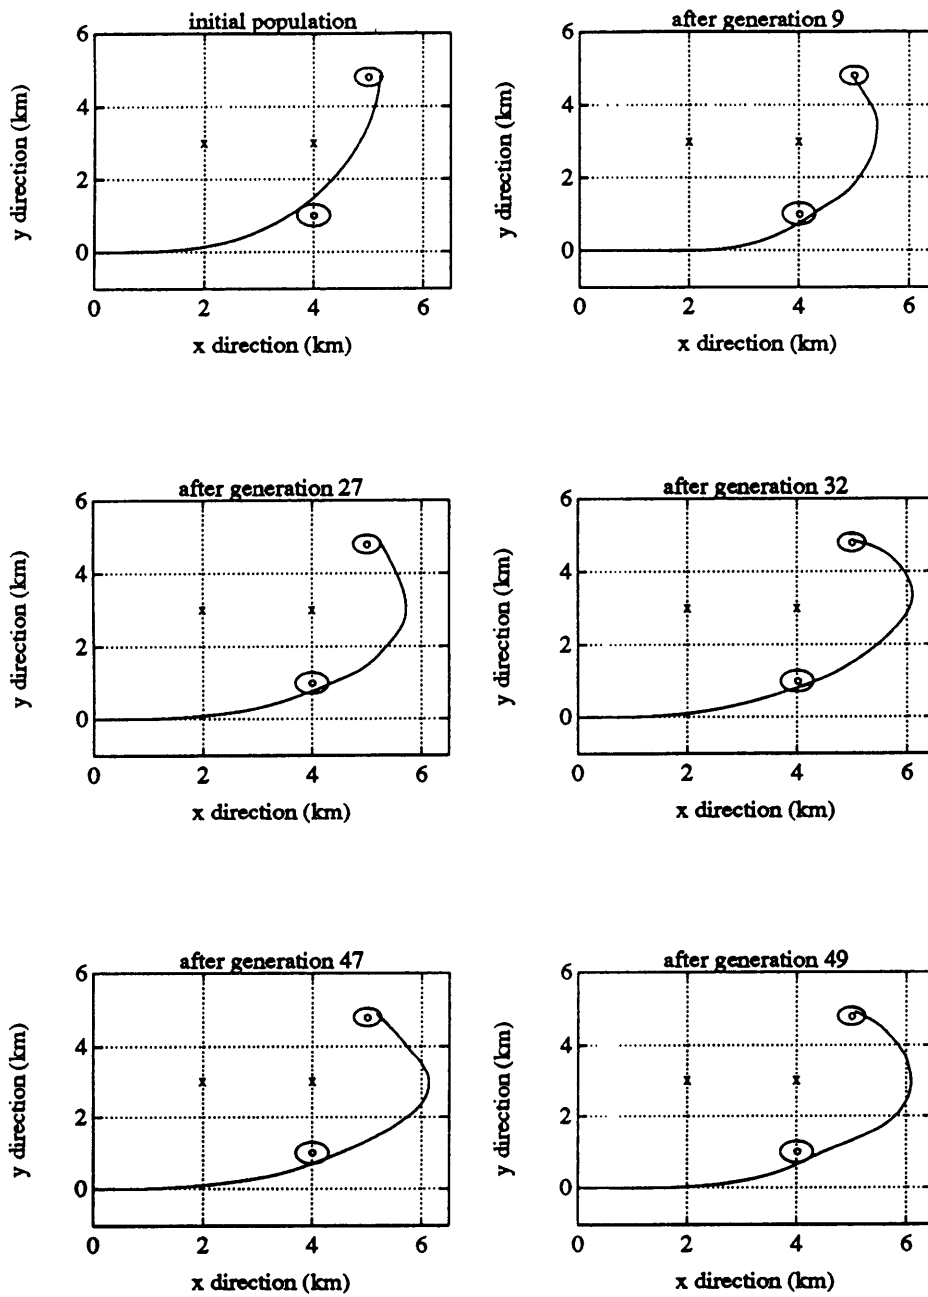 initial population
6
4
2
0
y direction (km)
0 2 4 6
x direction (km)
x x
after generation 9
6
4
2
0
y direction (km)
0 2 4 6
x direction (km)
x x
after generation 27
6
4
2
0
y direction (km)
0 2 4 6
x direction (km)
x x
after generation 32
6
4
2
0
y direction (km)
0 2 4 6
x direction (km)
x x
after generation 47
6
4
2
0
y direction (km)
0 2 4 6
x direction (km)
x x
after generation 49
6
4
2
0
y direction (km)
0 2 4 6
x direction (km)
x x